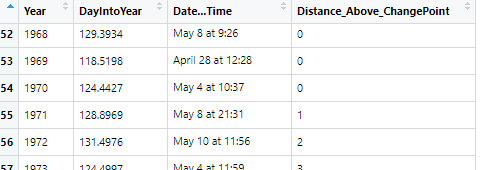 Year DayIntoYear Date...Time Distance_Above_ChangePoint
52 1968 129.3934 May 8 at 9:26 0
53 1969 118.5198 April 28 at 12:28 0
54 1970 124.4427 May 4 at 10:37 0
55 1971 128.8969 May 8 at 21:31 1
56 1972 131.4976 May 10 at 11:56 2
57 1973 124.4997 May 4 at 11:59 3